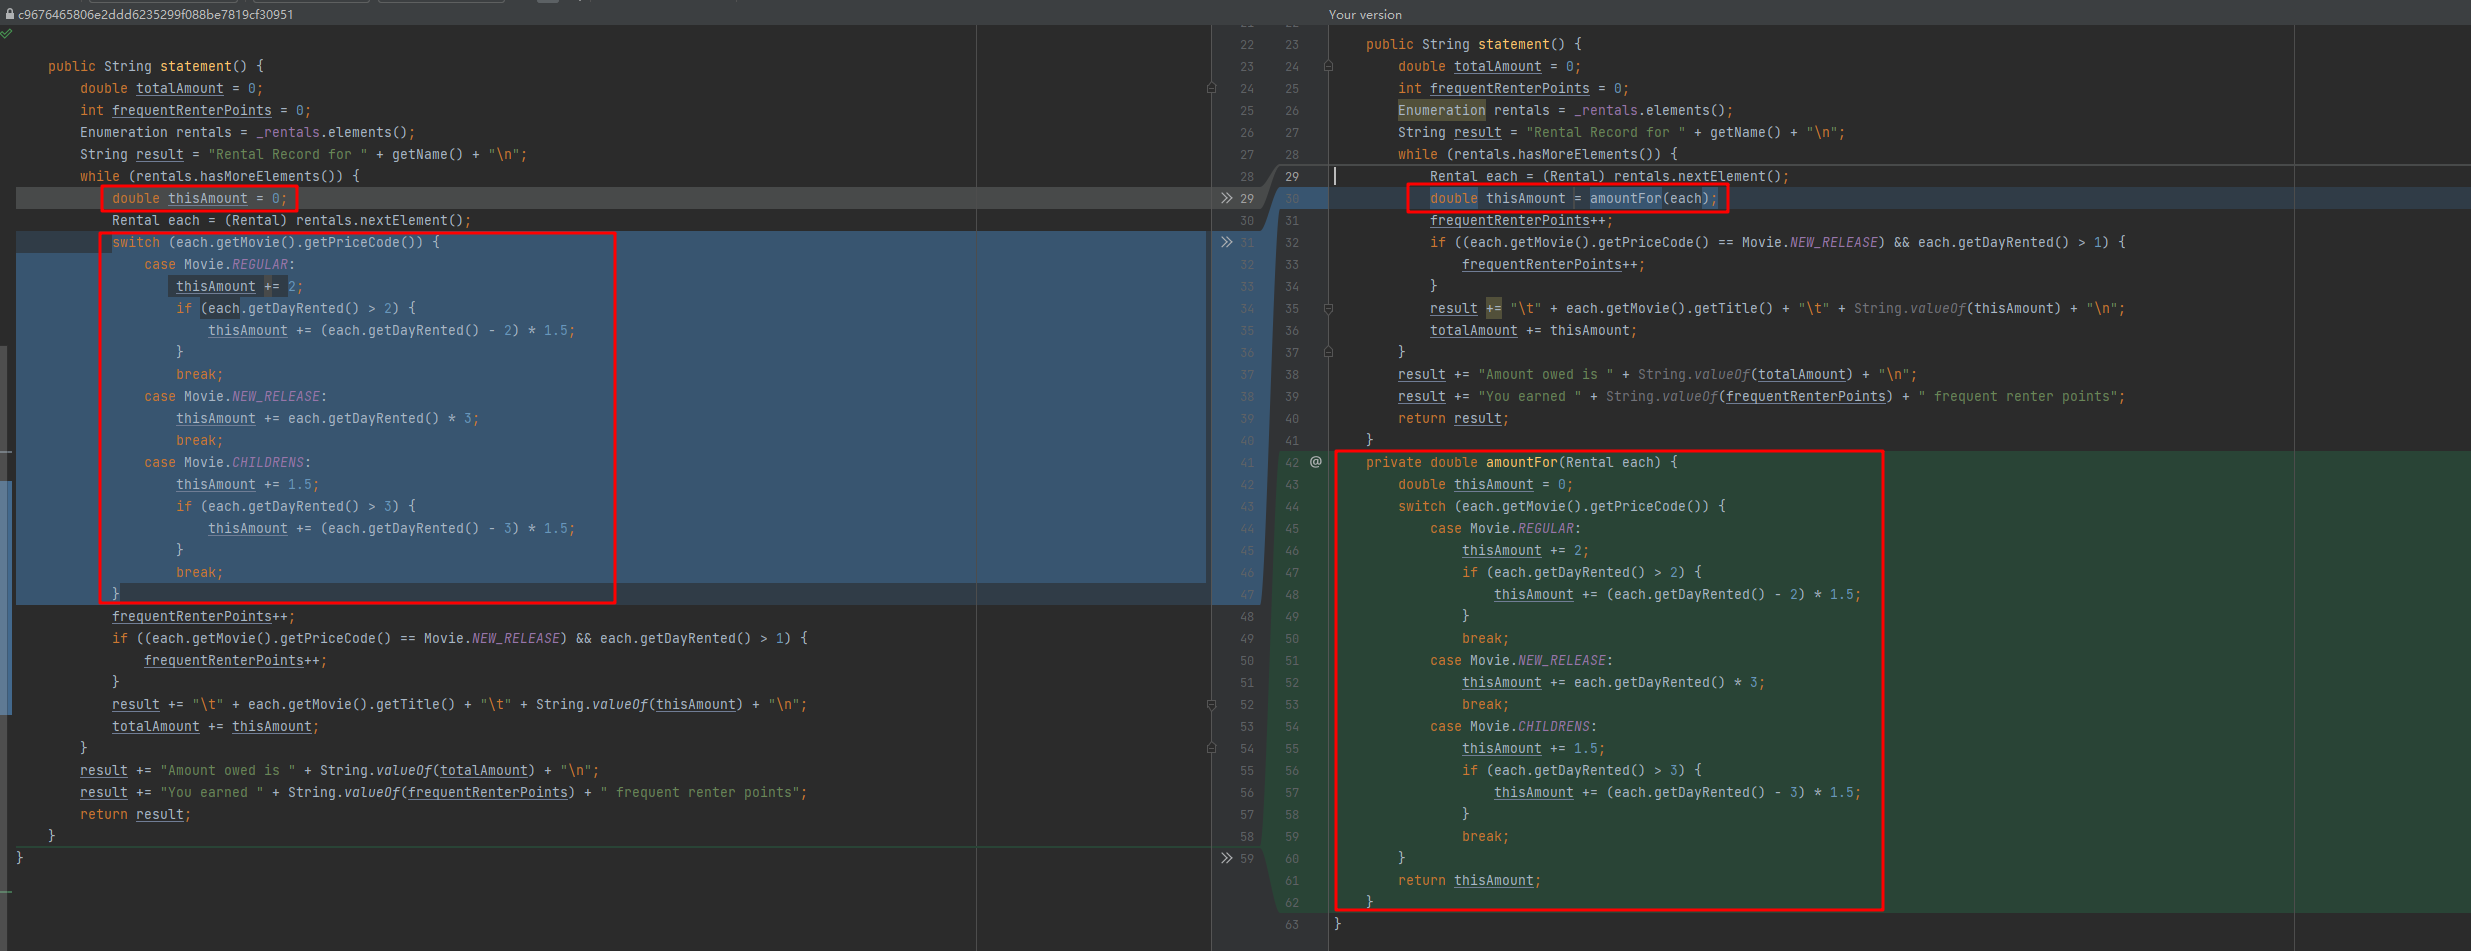 c9676465806e2ddd6235299f088be7819cf30951
public String statement() {
double totalAmount = 0;
int frequentRenterPoints = 0;
Enumeration rentals = _rentals.elements();
String result = "Rental Record for " + getName() + "\n";
while (rentals.hasMoreElements()) {
double thisAmount = 0;
Rental each = (Rental) rentals.nextElement();
switch (each.getMovie().getPriceCode()) {
case Movie.REGULAR:
thisAmount += 2;
if (each.getDayRented() > 2) {
thisAmount += (each.getDayRented() - 2) * 1.5;
}
break;
case Movie.NEW_RELEASE:
thisAmount += each.getDayRented() * 3;
break;
case Movie.CHILDRENS:
thisAmount += 1.5;
if (each.getDayRented() > 3) {
thisAmount += (each.getDayRented() - 3) * 1.5;
}
break;
}
frequentRenterPoints++;
if ((each.getMovie().getPriceCode() == Movie.NEW_RELEASE) && each.getDayRented() > 1) {
frequentRenterPoints++;
}
result += "\t" + each.getMovie().getTitle() + "\t" + String.valueOf(thisAmount) + "\n";
totalAmount += thisAmount;
}
result += "Amount owed is " + String.valueOf(totalAmount) + "\n";
result += "You earned " + String.valueOf(frequentRenterPoints) + " frequent renter points";
return result;
}
}
Your version
22 23 public String statement() {
23 24 double totalAmount = 0;
24 25 int frequentRenterPoints = 0;
25 26 Enumeration rentals = _rentals.elements();
26 27 String result = "Rental Record for " + getName() + "\n";
27 28 while (rentals.hasMoreElements()) {
28 29 Rental each = (Rental) rentals.nextElement();
29 30 double thisAmount = amountFor(each);
30 31 frequentRenterPoints++;
31 32 if ((each.getMovie().getPriceCode() == Movie.NEW_RELEASE) && each.getDayRented() > 1) {
32 33 frequentRenterPoints++;
33 34 }
34 35 result += "\t" + each.getMovie().getTitle() + "\t" + String.valueOf(thisAmount) + "\n";
35 36 totalAmount += thisAmount;
36 37 }
37 38 result += "Amount owed is " + String.valueOf(totalAmount) + "\n";
38 39 result += "You earned " + String.valueOf(frequentRenterPoints) + " frequent renter points";
39 40 return result;
40 41 }
41 42 @ private double amountFor(Rental each) {
42 43 double thisAmount = 0;
43 44 switch (each.getMovie().getPriceCode()) {
44 45 case Movie.REGULAR:
45 46 thisAmount += 2;
46 47 if (each.getDayRented() > 2) {
47 48 thisAmount += (each.getDayRented() - 2) * 1.5;
48 49 }
49 50 break;
50 51 case Movie.NEW_RELEASE:
51 52 thisAmount += each.getDayRented() * 3;
52 53 break;
53 54 case Movie.CHILDRENS:
54 55 thisAmount += 1.5;
55 56 if (each.getDayRented() > 3) {
56 57 thisAmount += (each.getDayRented() - 3) * 1.5;
57 58 }
58 59 break;
59 60 }
61 return thisAmount;
62 }
63 }